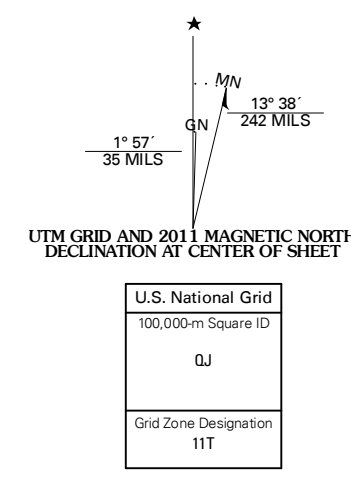 MN
GN
13° 38´
242 MILS
1° 57´
35 MILS
UTM GRID AND 2011 MAGNETIC NORTH
DECLINATION AT CENTER OF SHEET
U.S. National Grid
100,000-m Square ID
QJ
Grid Zone Designation
11T